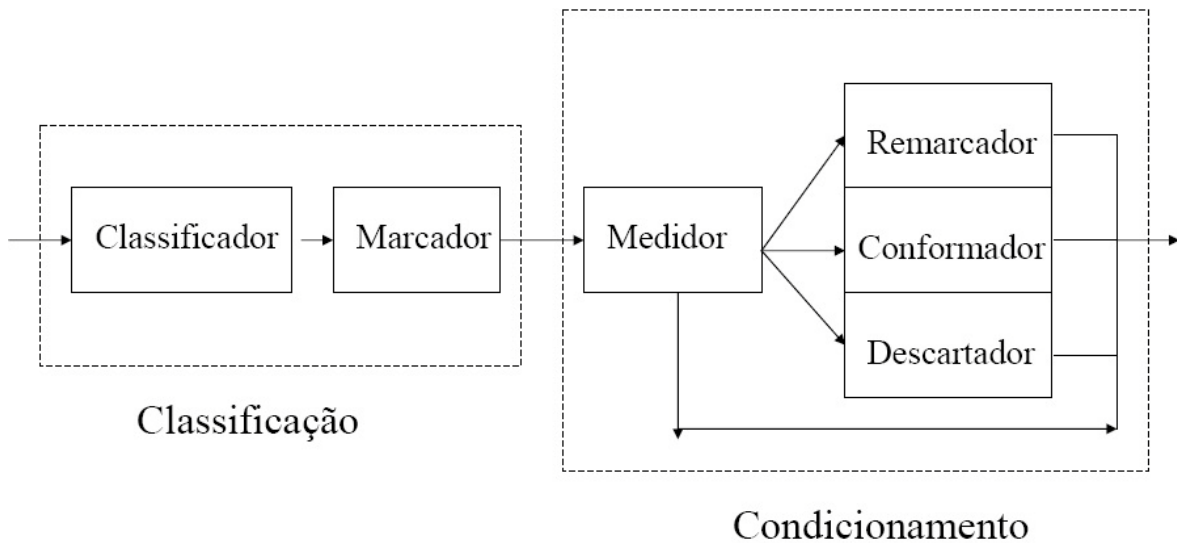 Classificador
Marcador
Classificação
Medidor
Remarcador
Conformador
Descartador
Condicionamento